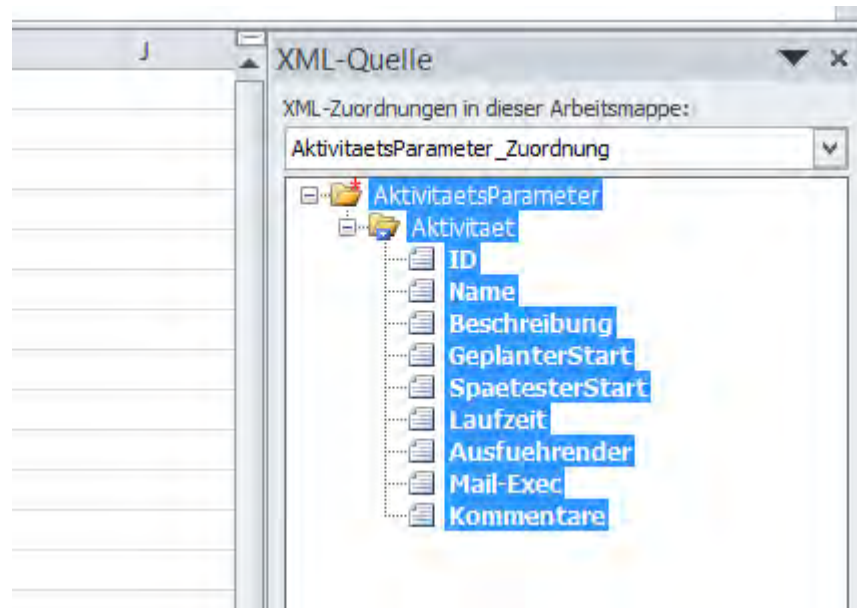 J
XML-Quelle
XML-Zuordnungen in dieser Arbeitsmappe:
AktivitaetsParameter_Zuordnung
AktivitaetsParameter
Aktivitaet
ID
Name
Beschreibung
GeplanterStart
SpaetesterStart
Laufzeit
Ausfuehrender
Mail-Exec
Kommentare